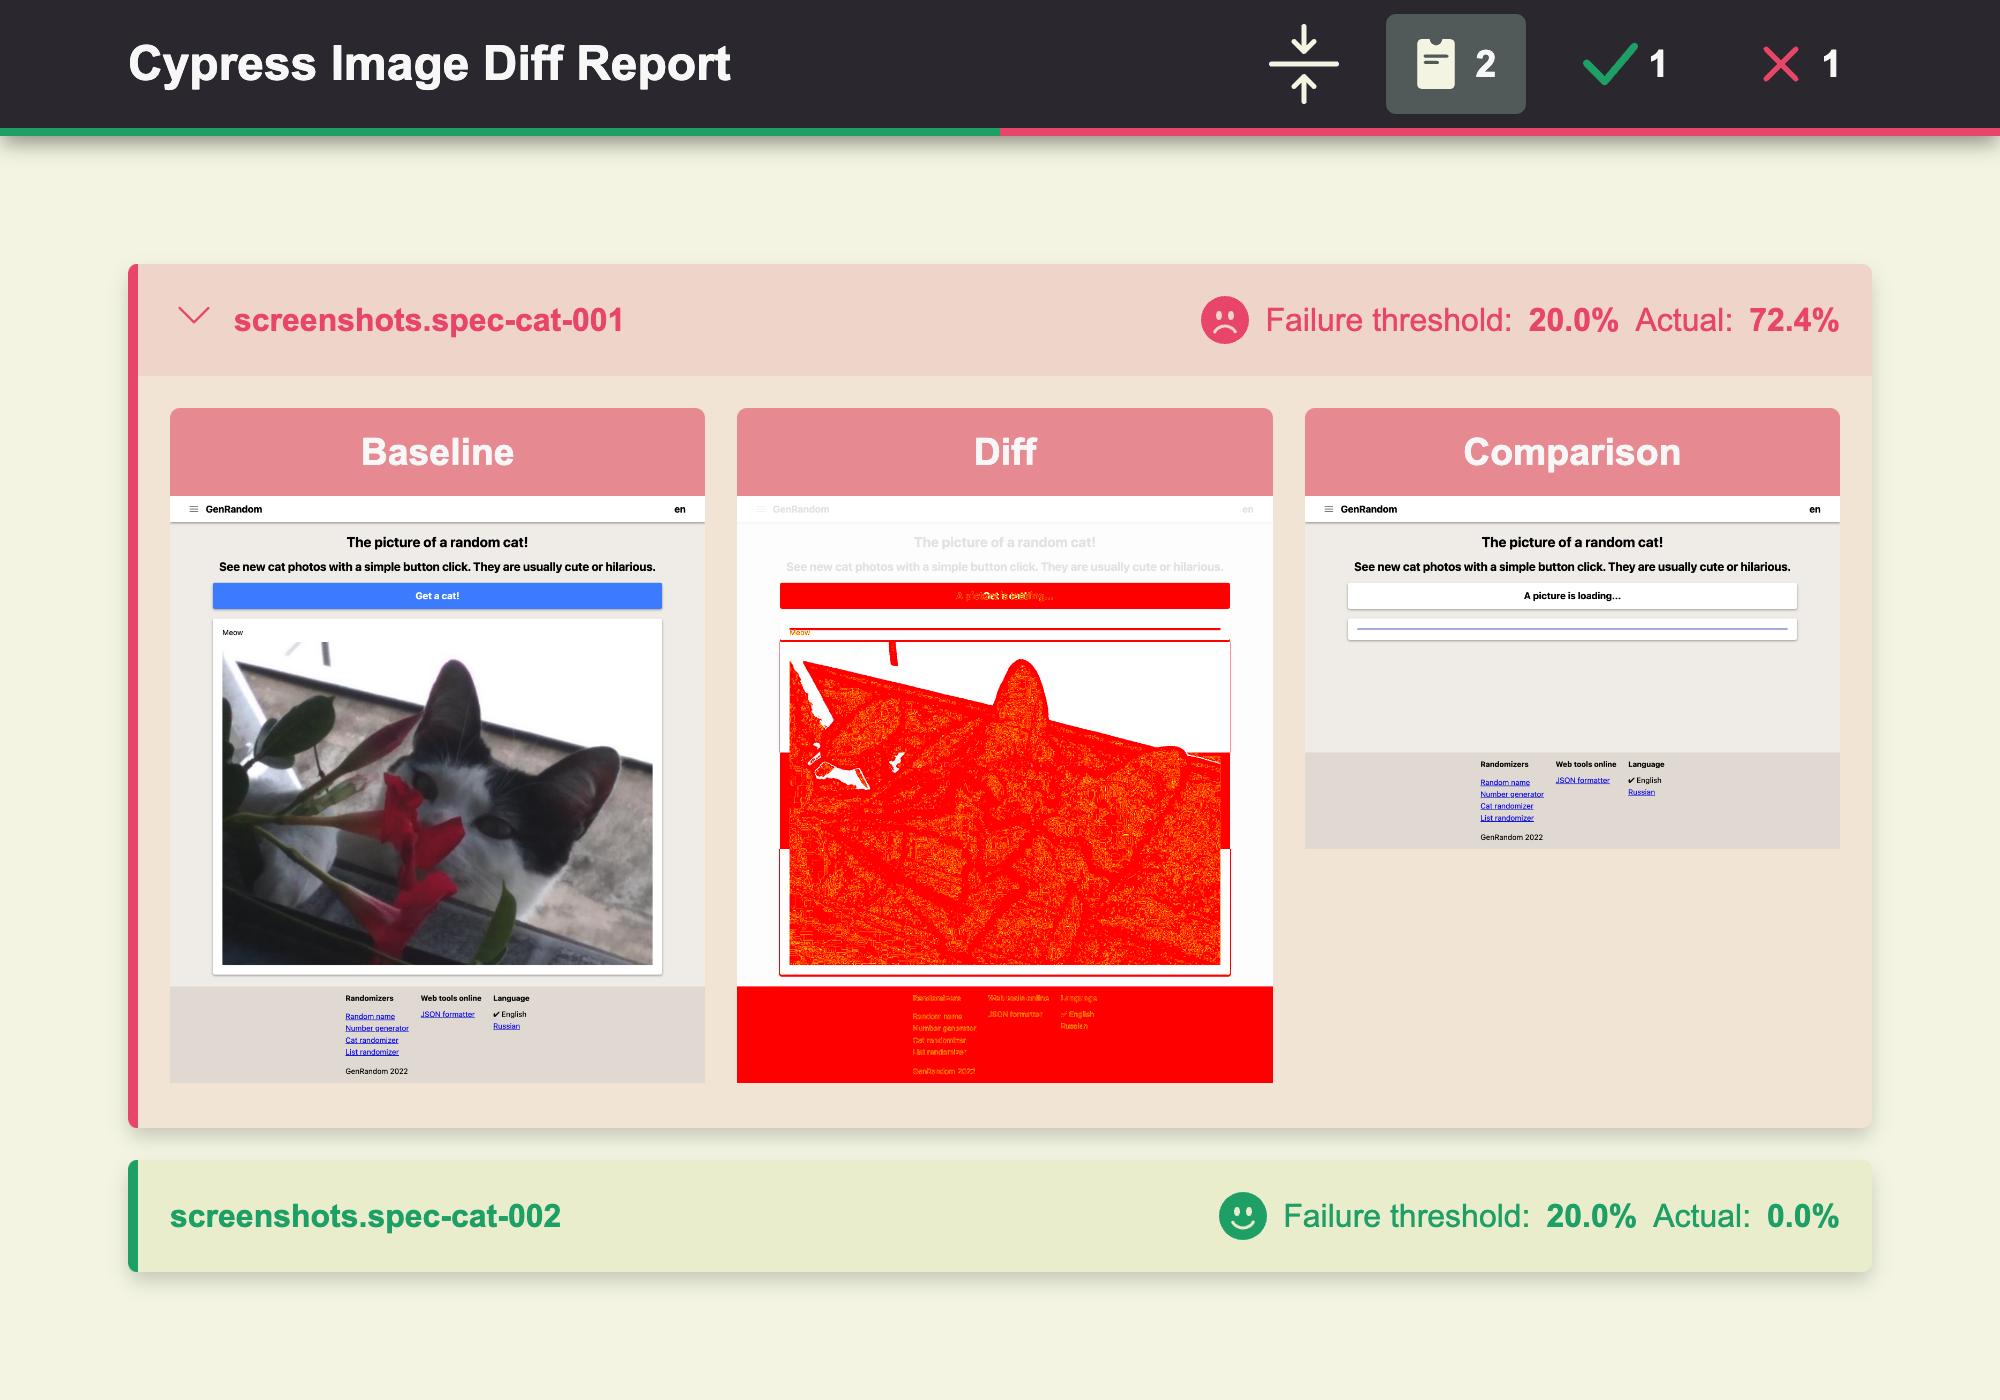 Cypress Image Diff Report
2
1
1
screenshots.spec-cat-001
Failure threshold: 20.0% Actual: 72.4%
Baseline
GenRandom
en
The picture of a random cat!
See new cat photos with a simple button click. They are usually cute or hilarious.
Get a cat!
Meow
Randomizers
Random name
Number generator
Cat randomizer
List randomizer
GenRandom 2022
Web tools online
JSON formatter
Language
✔ English
Russian
Diff
GenRandom
en
The picture of a random cat!
See new cat photos with a simple button click. They are usually cute or hilarious.
Meow
Randomizers
Random name
Number generator
Cat randomizer
List randomizer
GenRandom 2022
Web tools online
JSON formatter
Language
✔ English
Russian
Comparison
GenRandom
en
The picture of a random cat!
See new cat photos with a simple button click. They are usually cute or hilarious.
A picture is loading...
Randomizers
Random name
Number generator
Cat randomizer
List randomizer
GenRandom 2022
Web tools online
JSON formatter
Language
✔ English
Russian
screenshots.spec-cat-002
Failure threshold: 20.0% Actual: 0.0%